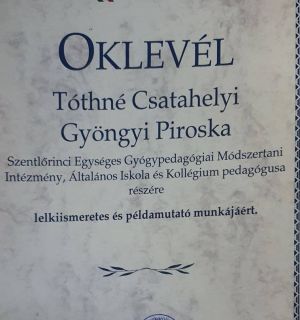 OKLEVÉL
Tóthné Csatahelyi
Gyöngyi Piroska
Szentlőrinci Egységes Gyógypedagógiai Módszertani
Intézmény, Általános Iskola és Kollégium pedagógusa
részére
lelkiismeretes és példamutató munkájáért.